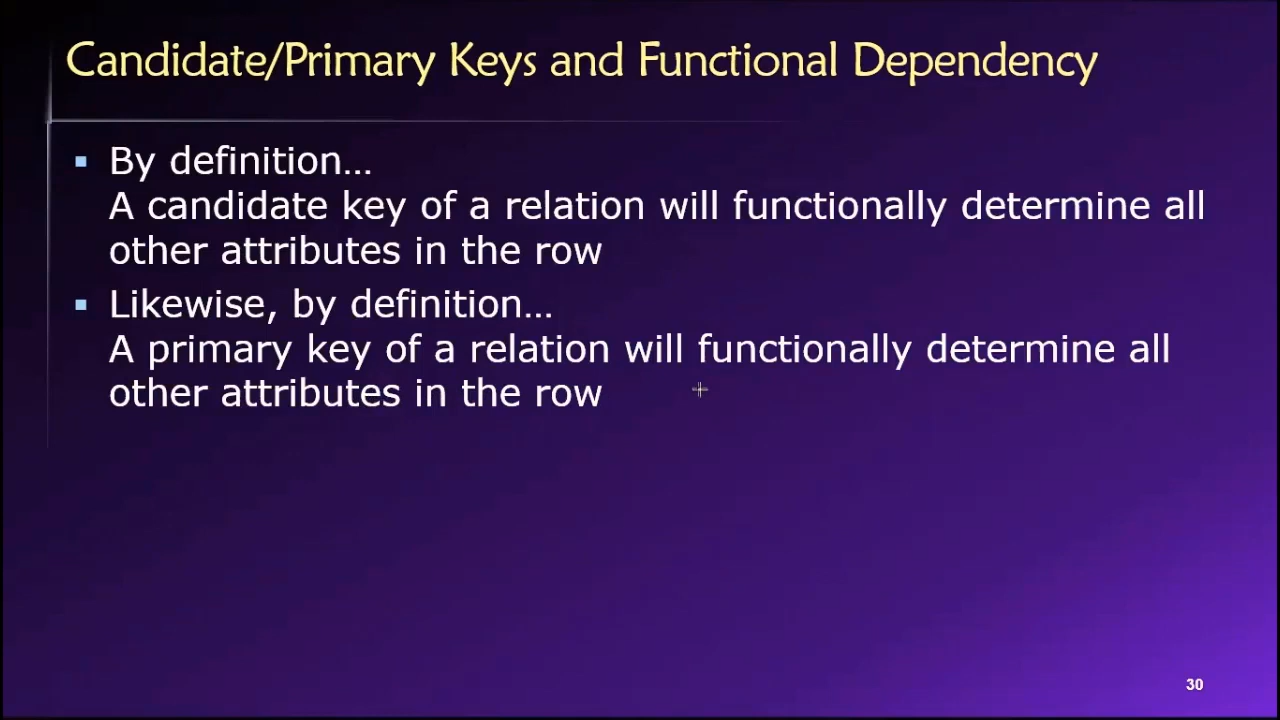 Candidate/Primary Keys and Functional Dependency
▪ By definition…
A candidate key of a relation will functionally determine all
other attributes in the row
▪ Likewise, by definition…
A primary key of a relation will functionally determine all
other attributes in the row
30